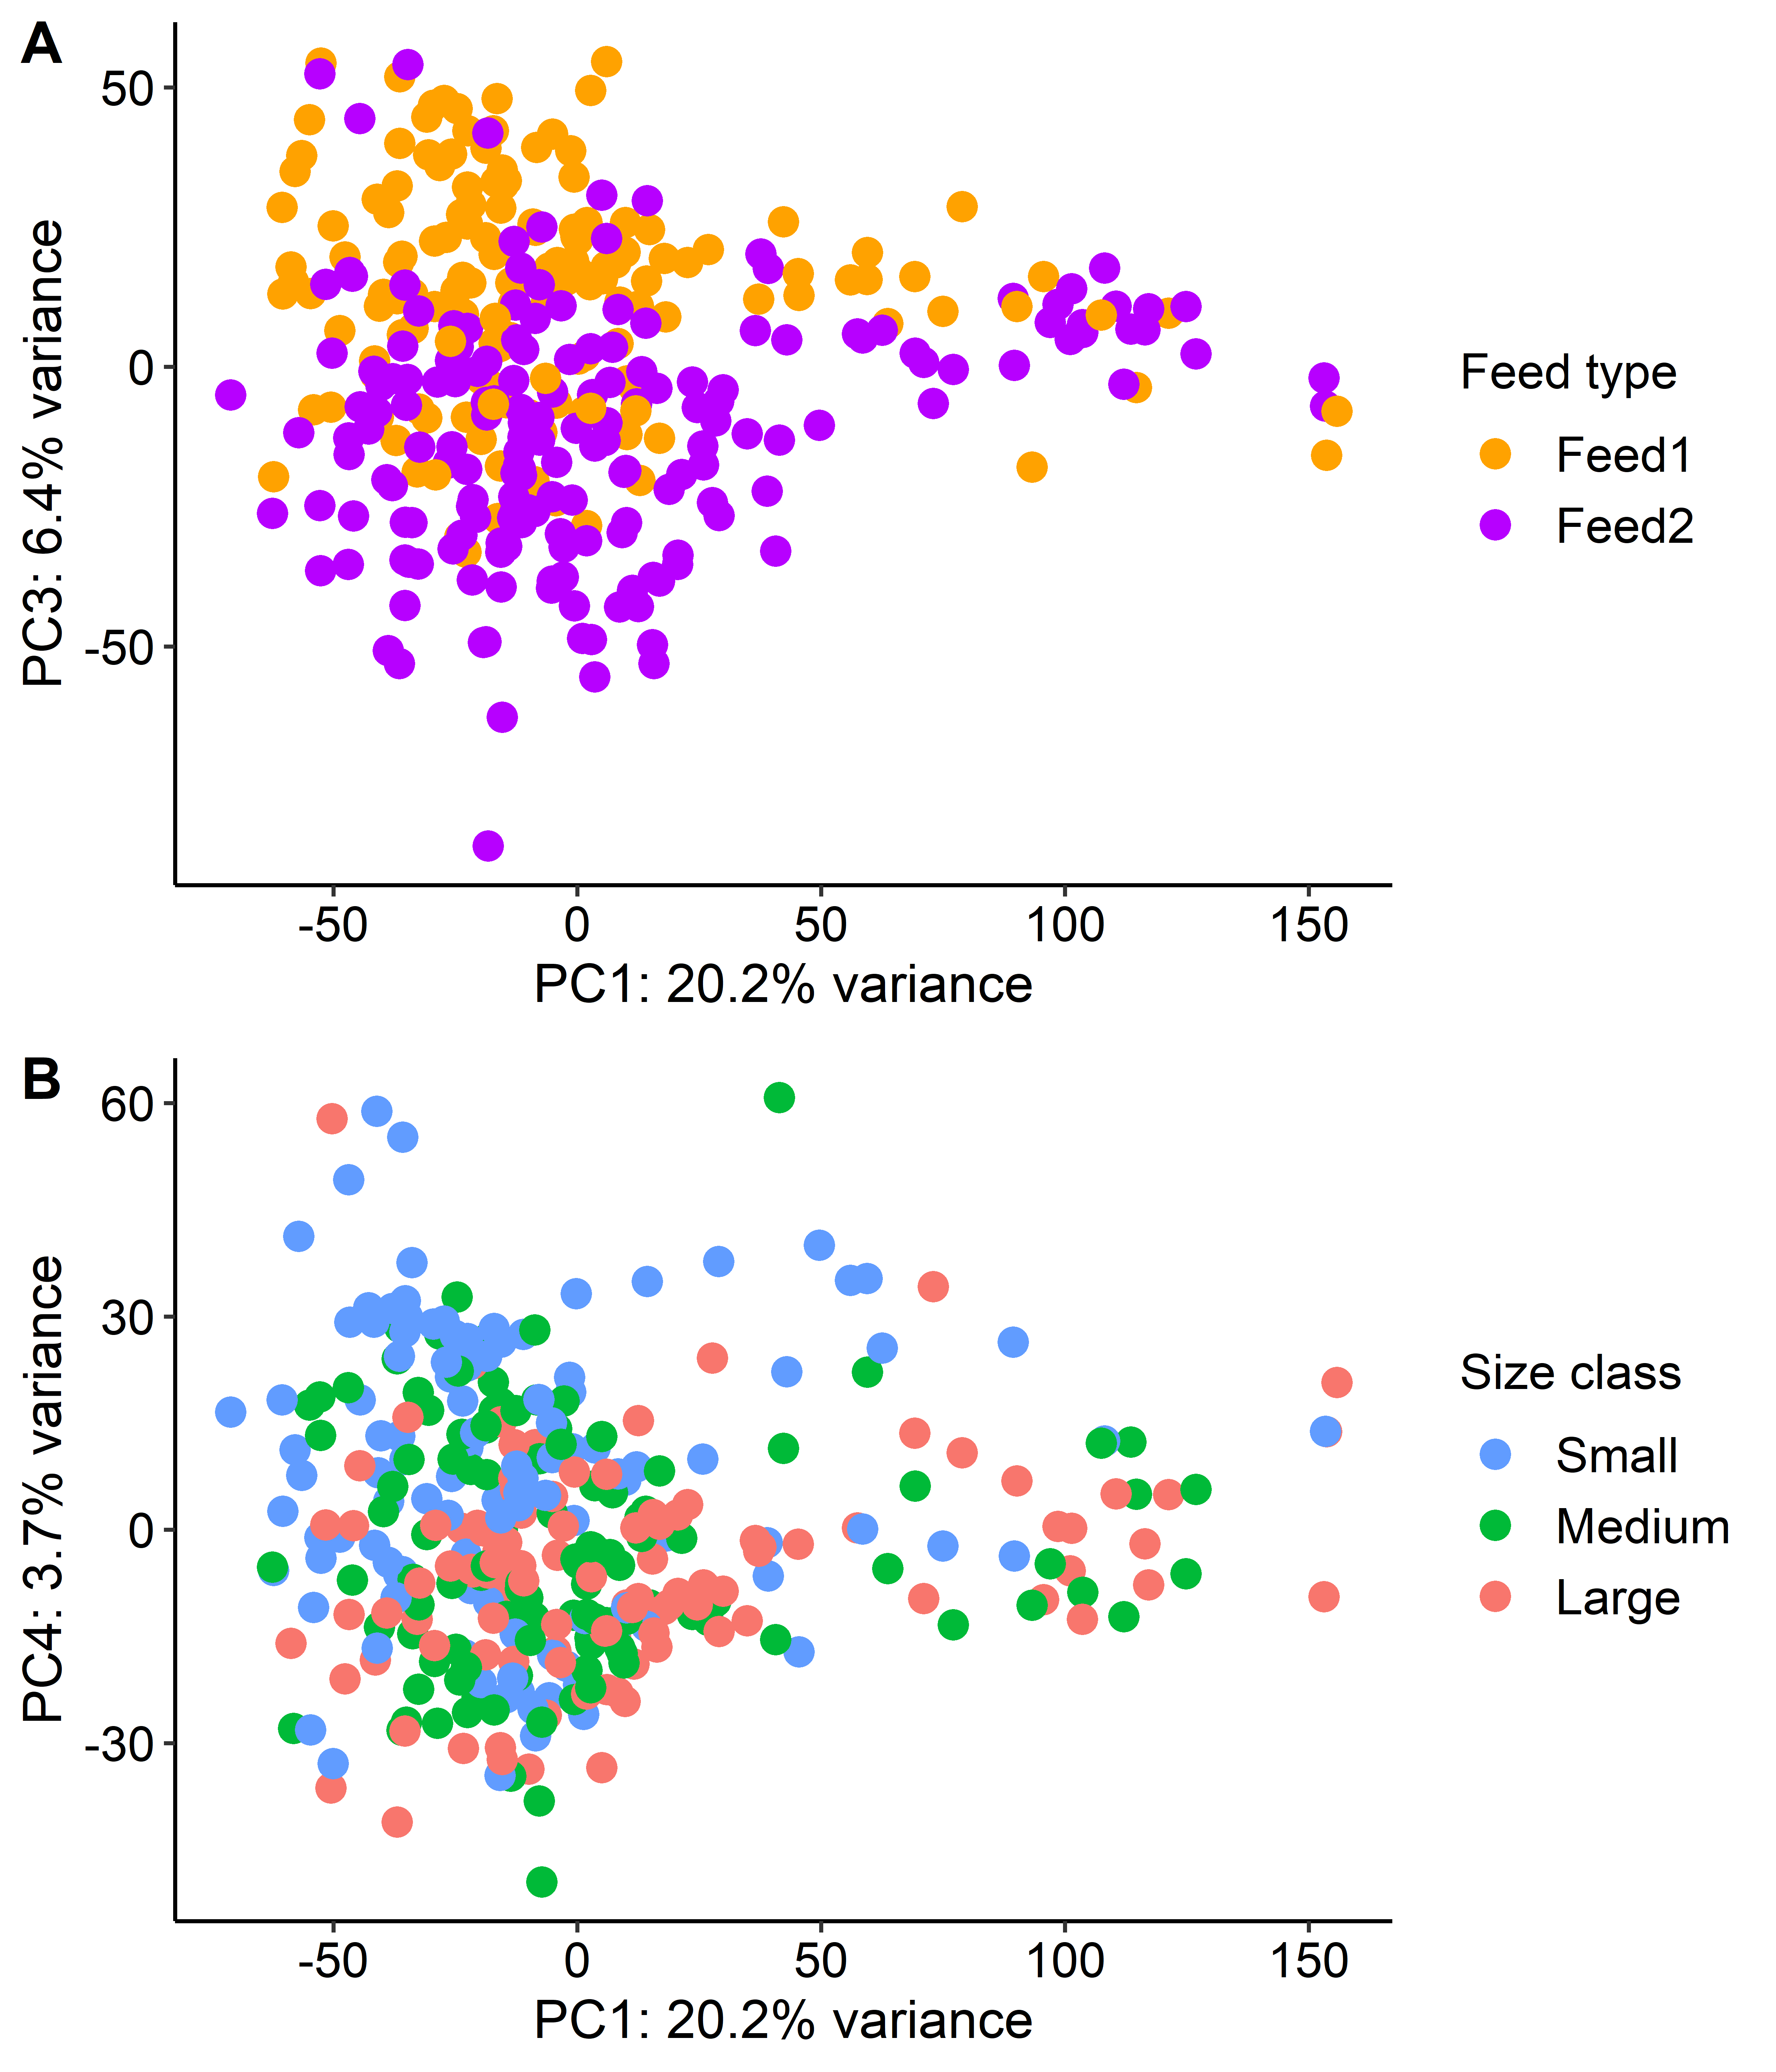 A
50
0
-50
PC3: 6.4% variance
-50
0
50
100
150
PC1: 20.2% variance
Feed type
Feed1
Feed2
B
60
30
0
-30
PC4: 3.7% variance
-50
0
50
100
150
PC1: 20.2% variance
Size class
Small
Medium
Large